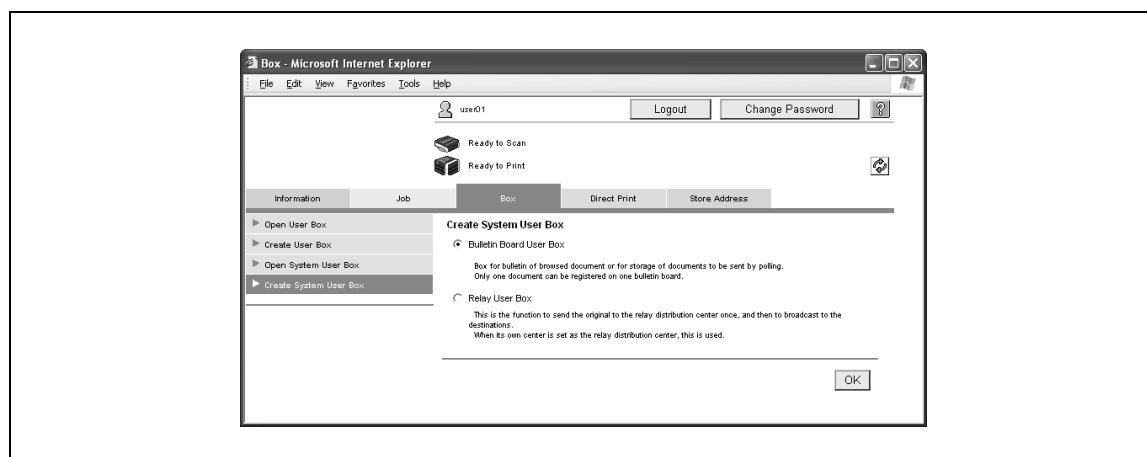 Box - Microsoft Internet Explorer
File Edit View Favorites Tools Help
user01 Logout Change Password ?
Ready to Scan
Ready to Print
Information Job Box Direct Print Store Address
Open User Box
Create User Box
Open System User Box
Create System User Box
Create System User Box
Bulletin Board User Box
Box for bulletin of browsed document or for storage of documents to be sent by polling.
Only one document can be registered on one bulletin board.
Relay User Box
This is the function to send the original to the relay distribution center once, and then to broadcast to the
destinations.
When its own center is set as the relay distribution center, this is used.
OK